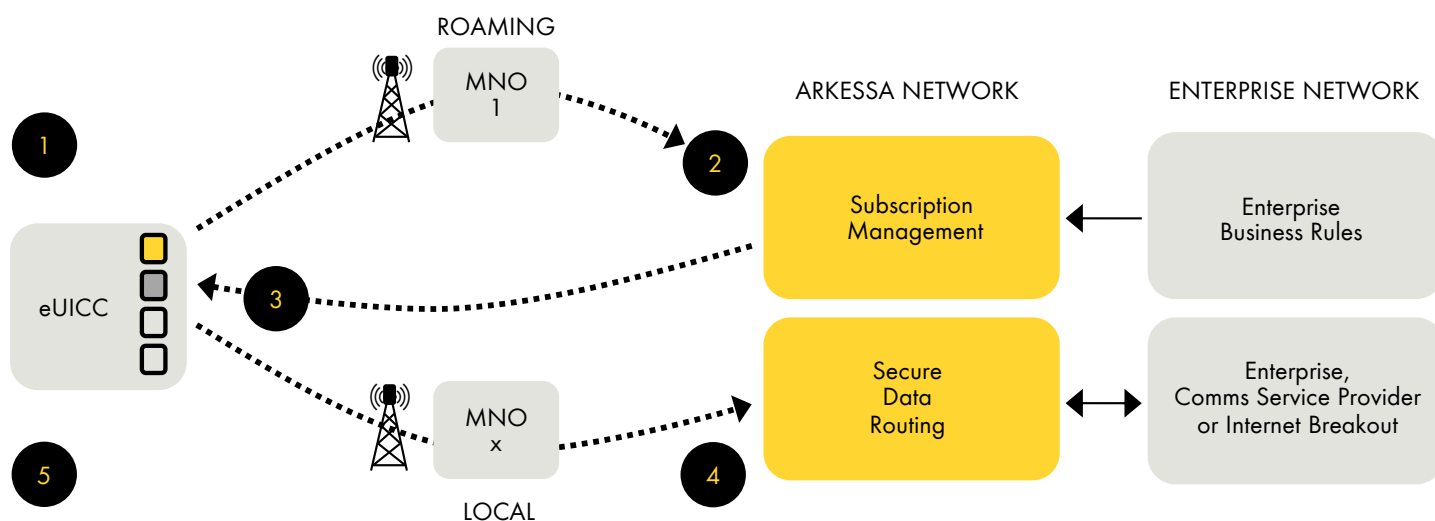 ROAMING
MNO
1
ARKESSA NETWORK
ENTERPRISE NETWORK
1
2
Subscription
Management
Enterprise
Business Rules
eUICC
3
MNO
x
LOCAL
Secure
Data
Routing
Enterprise,
Comms Service Provider
or Internet Breakout
4
5